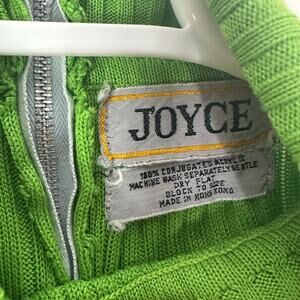 JOYCE
100% CONJUGATED ACRYLIC
MACHINE WASH SEPARATELY GENTLE
DRY FLAT
BLOCK TO SIZE
MADE IN HONG KONG